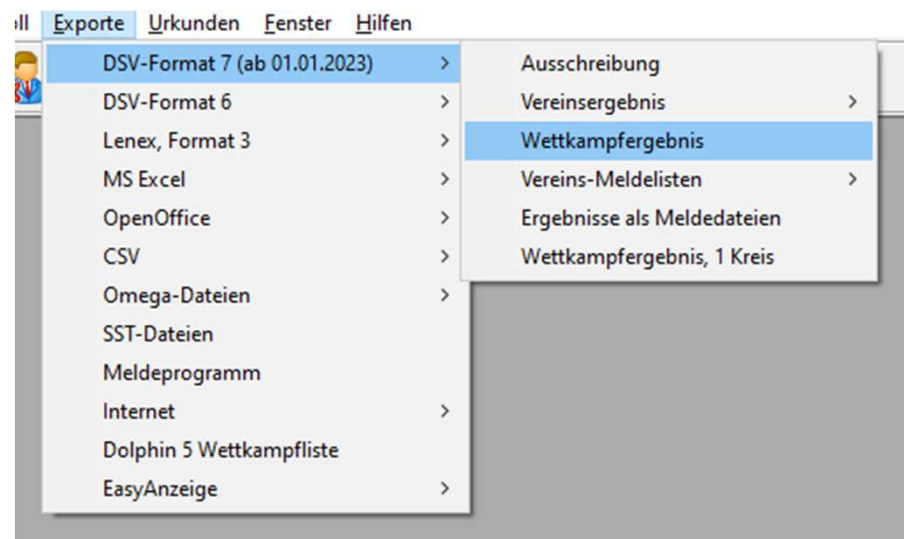 oll Exporte Urkunden Fenster Hilfen
DSV-Format 7 (ab 01.01.2023) >
DSV-Format 6 >
Lenex, Format 3 >
MS Excel >
OpenOffice >
CSV >
Omega-Dateien >
SST-Dateien
Meldeprogramm
Internet >
Dolphin 5 Wettkampfliste
EasyAnzeige >
Ausschreibung
Vereinsergebnis >
Wettkampfergebnis
Vereins-Meldelisten >
Ergebnisse als Meldedateien
Wettkampfergebnis, 1 Kreis